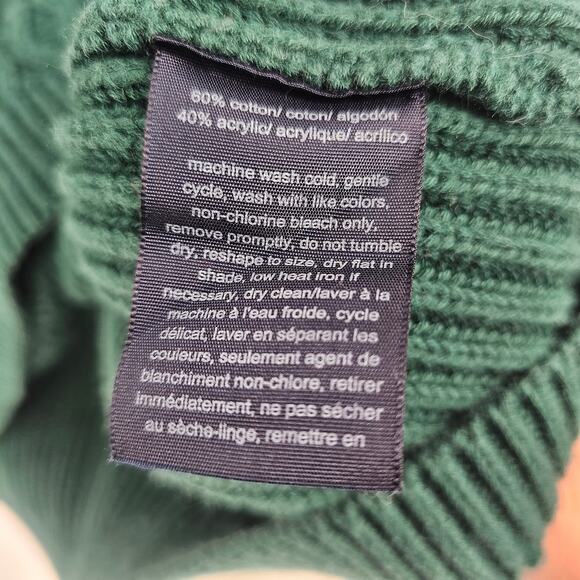 60% cotton/ coton/ algodón
40% acrylic/ acrylique/ acrílico
machine wash cold, gentle
cycle, wash with like colors,
non-chlorine bleach only,
remove promptly, do not tumble
dry, reshape to size, dry flat in
shade, low heat iron if
necessary, dry clean/laver à la
machine à l'eau froide, cycle
délicat, laver en séparant les
couleurs, seulement agent de
blanchiment non-chlore, retirer
immédiatement, ne pas sécher
au sèche-linge, remettre en